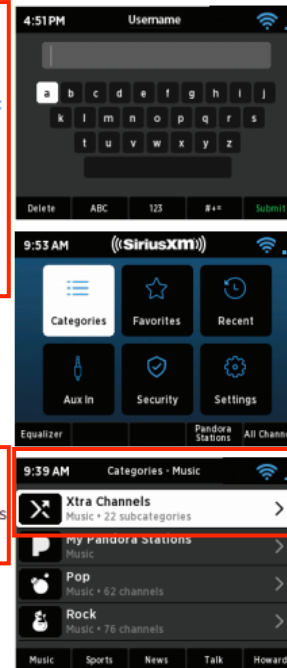 4:51 PM Username
a b c d e f g h i j
k l m n o p q r s
t u v w x y z
Delete ABC 123 #+= Submit
9:53 AM ((SiriusXM))
Categories Favorites Recent
Aux In Security Settings
Equalizer Pandora Stations All Chann
9:39 AM Categories - Music
Xtra Channels
Music • 22 subcategories
s
My Pandora Stations
Music
Pop
Music • 62 channels
Rock
Music • 76 channels
Music Sports News Talk Howard